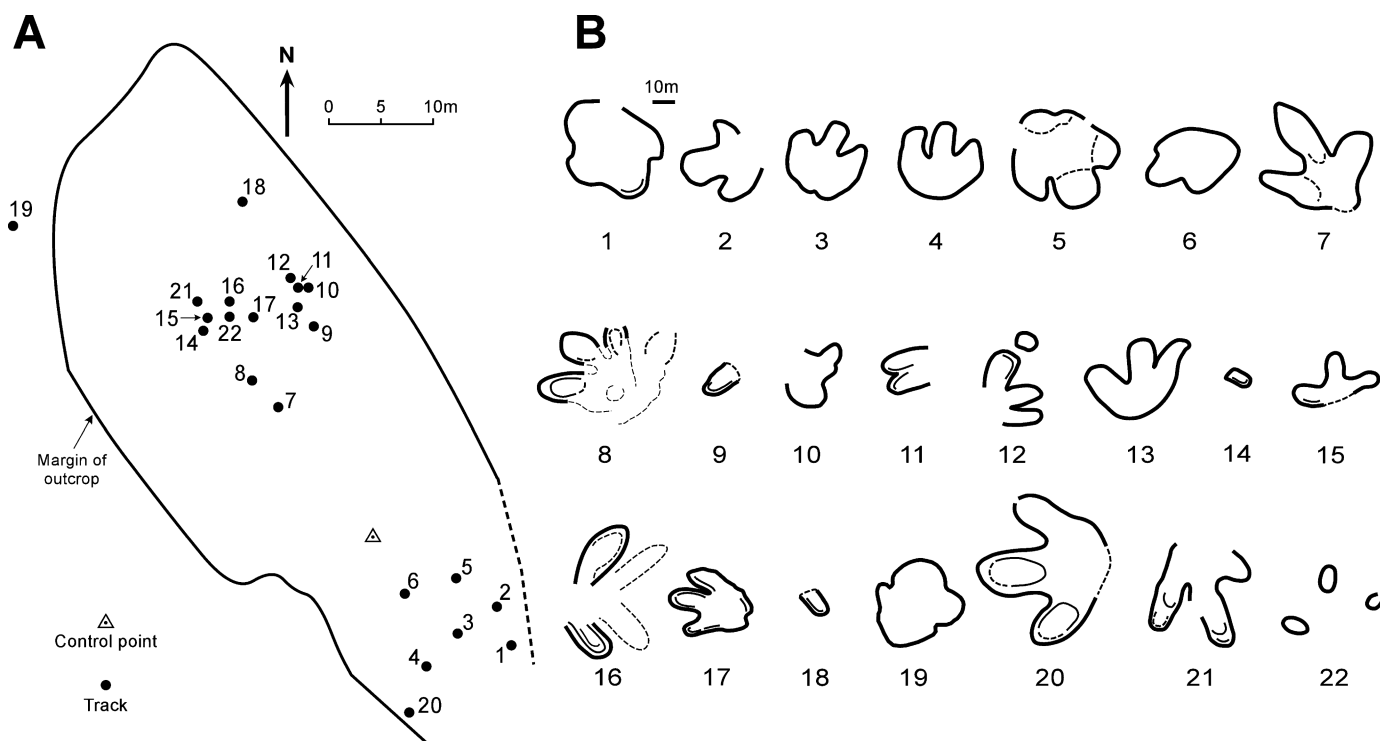 A
B
N
0 5 10m
10m
18
19
12 11
10
21 16
15 17
13
14 22 9
8
7
Margin of
outcrop
5
6
2
3
4 1
20
Control point
Track
1 2 3 4 5 6 7
8 9 10 11 12 13 14 15
16 17 18 19 20 21 22